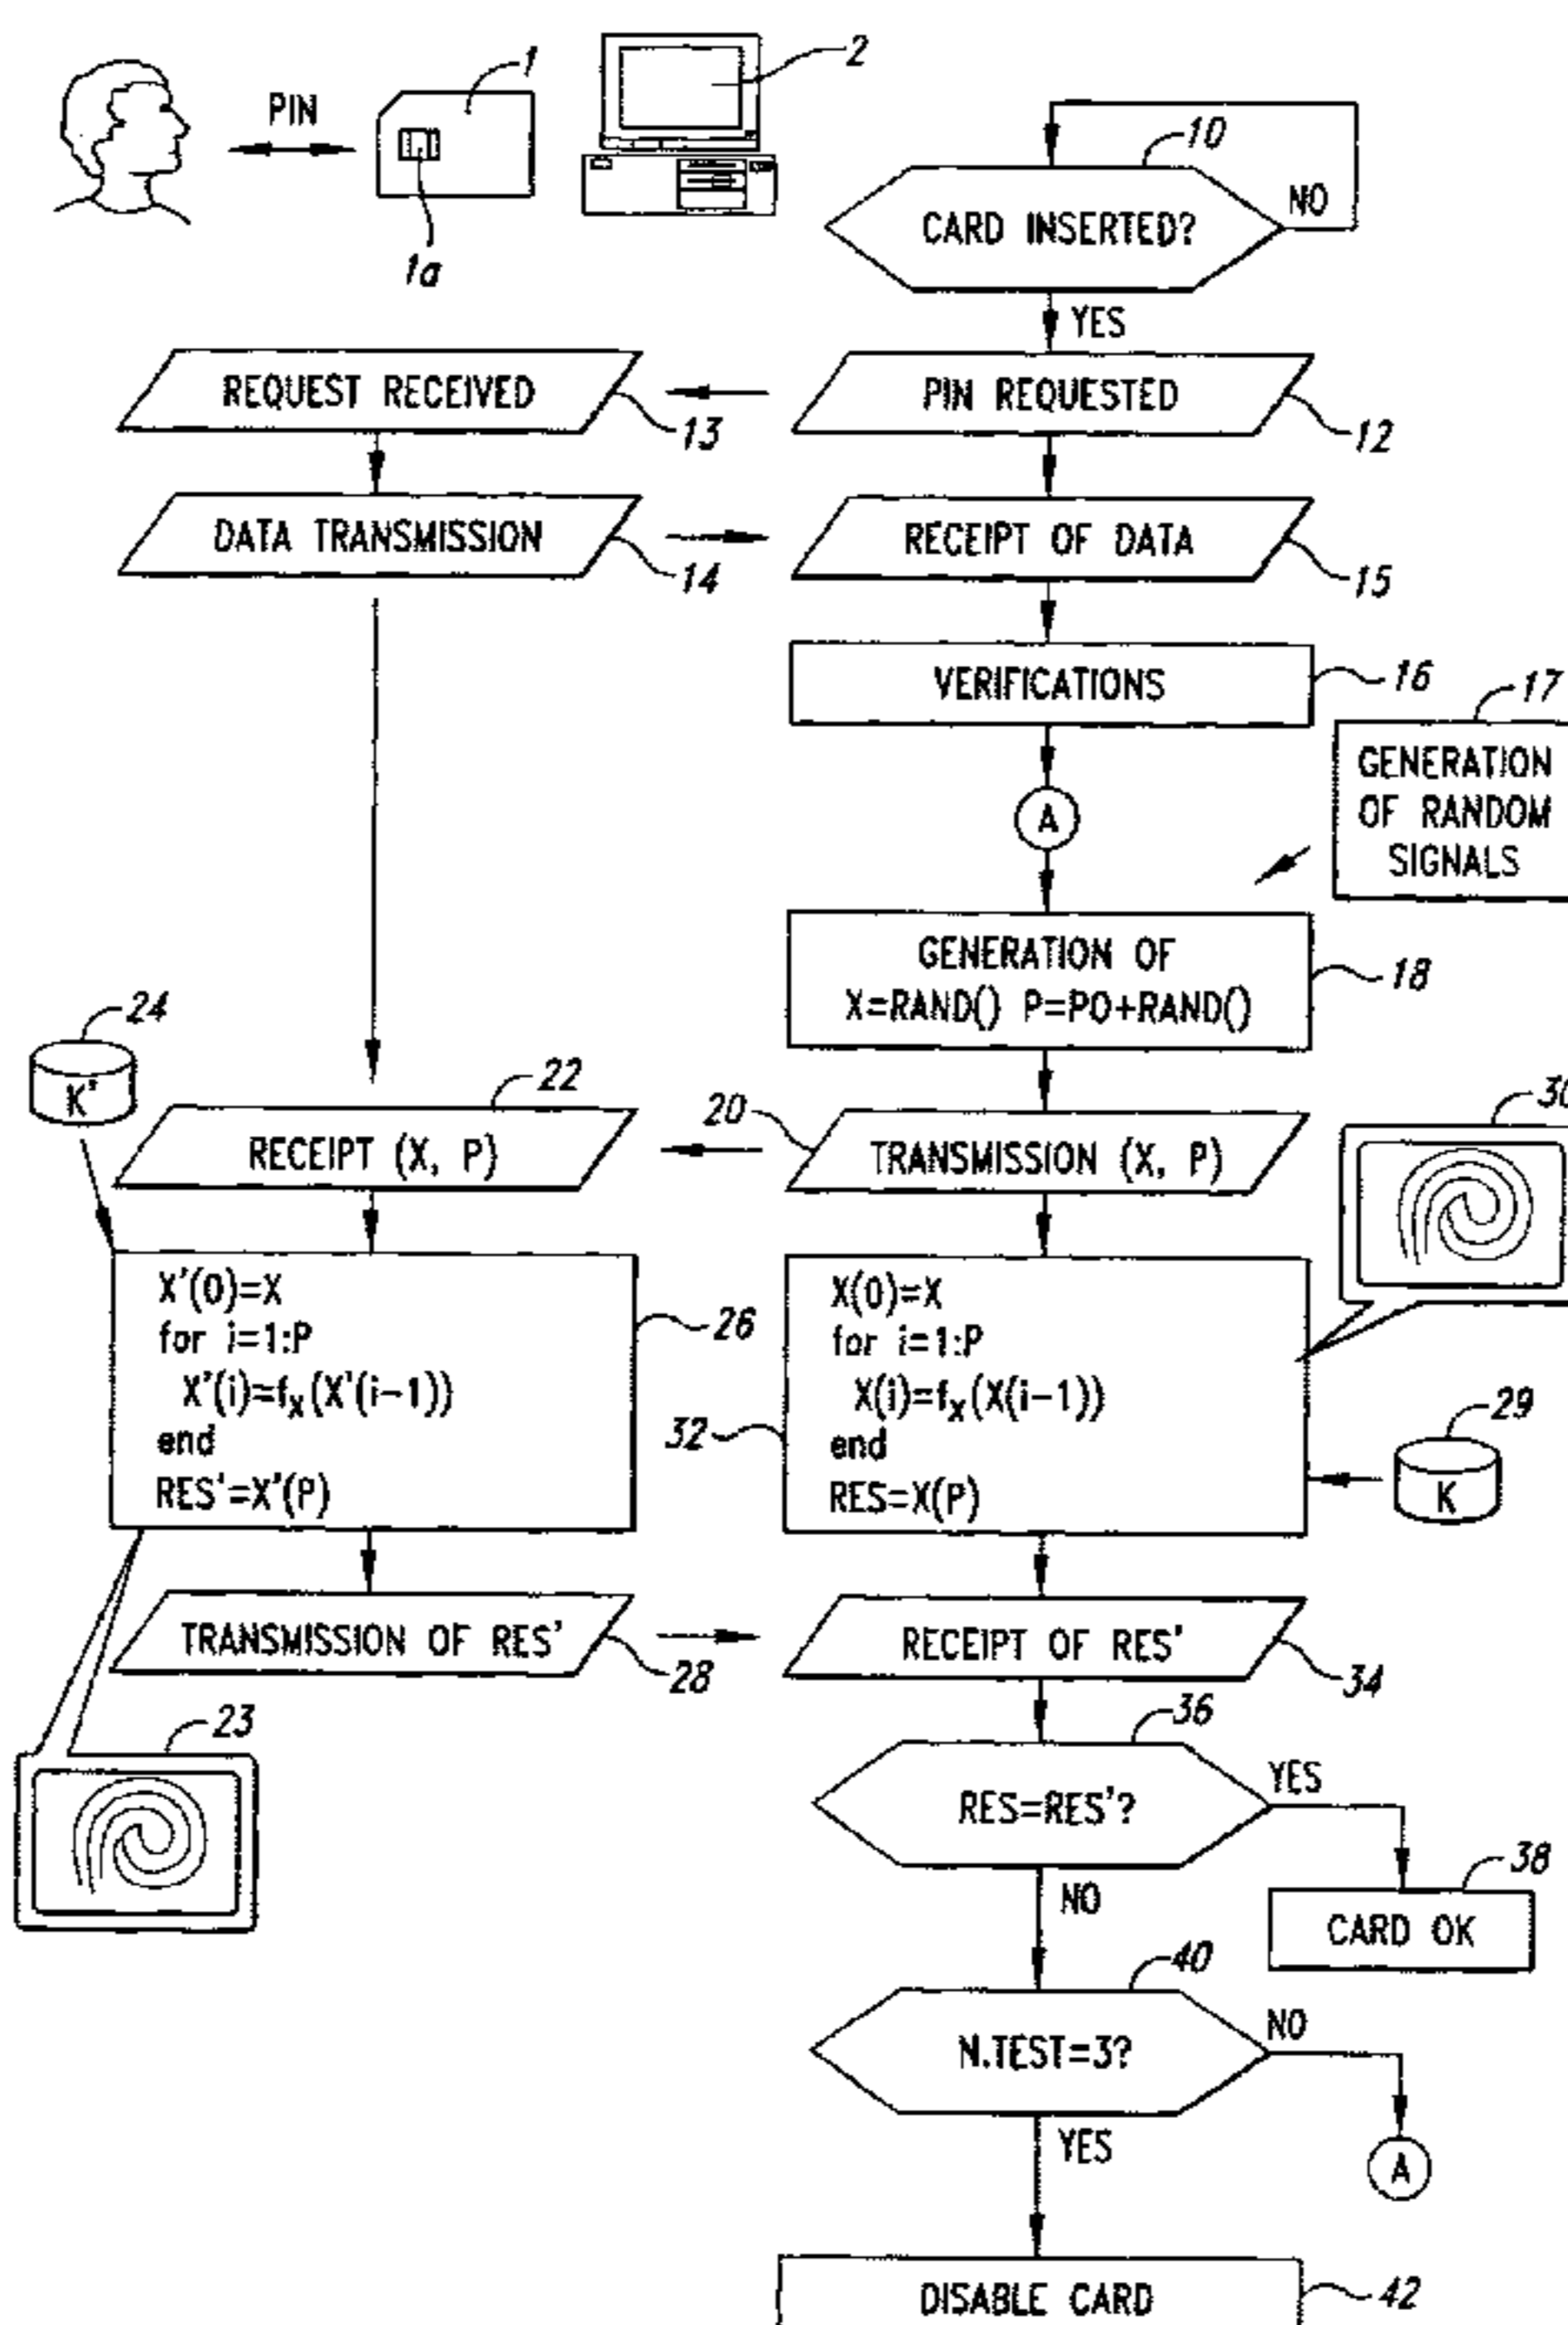 1
2
PIN
1a
10
CARD INSERTED?
NO
YES
REQUEST RECEIVED
13
PIN REQUESTED
12
DATA TRANSMISSION
14
RECEIPT OF DATA
15
VERIFICATIONS
16
17
GENERATION
OF RANDOM
SIGNALS
A
GENERATION OF
X=RAND() P=PO+RAND()
18
24
K'
22
RECEIPT (X, P)
20
TRANSMISSION (X, P)
30
X'(0)=X
for i=1:P
X'(i)=fx(X'(i-1))
end
RES'=X'(P)
26
X(0)=X
for i=1:P
X(i)=fx(X(i-1))
end
RES=X(P)
32
29
K
TRANSMISSION OF RES'
28
RECEIPT OF RES'
34
23
36
RES=RES'?
YES
NO
38
CARD OK
40
N.TEST=3?
NO
YES
A
DISABLE CARD
42